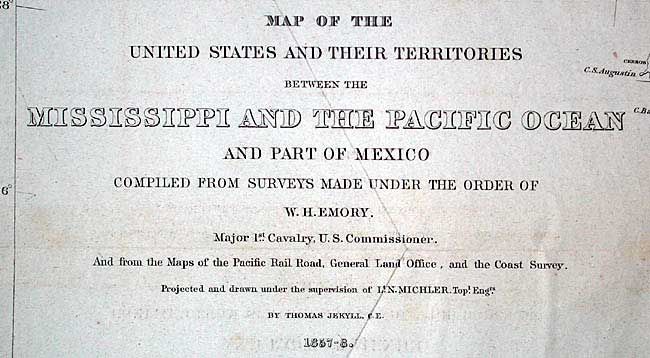 38°
MAP OF THE
UNITED STATES AND THEIR TERRITORIES
BETWEEN THE
MISSISSIPPI AND THE PACIFIC OCEAN
AND PART OF MEXICO
COMPILED FROM SURVEYS MADE UNDER THE ORDER OF
W. H. EMORY.
Major 1st. Cavalry, U.S. Commissioner.
And from the Maps of the Pacific Rail Road, General Land Office, and the Coast Survey.
Projected and drawn under the supervision of Lt. N. MICHLER. Topl. Engrs.
BY THOMAS JEKYLL, C.E.
1857-8.
6°
C.S. Augustin